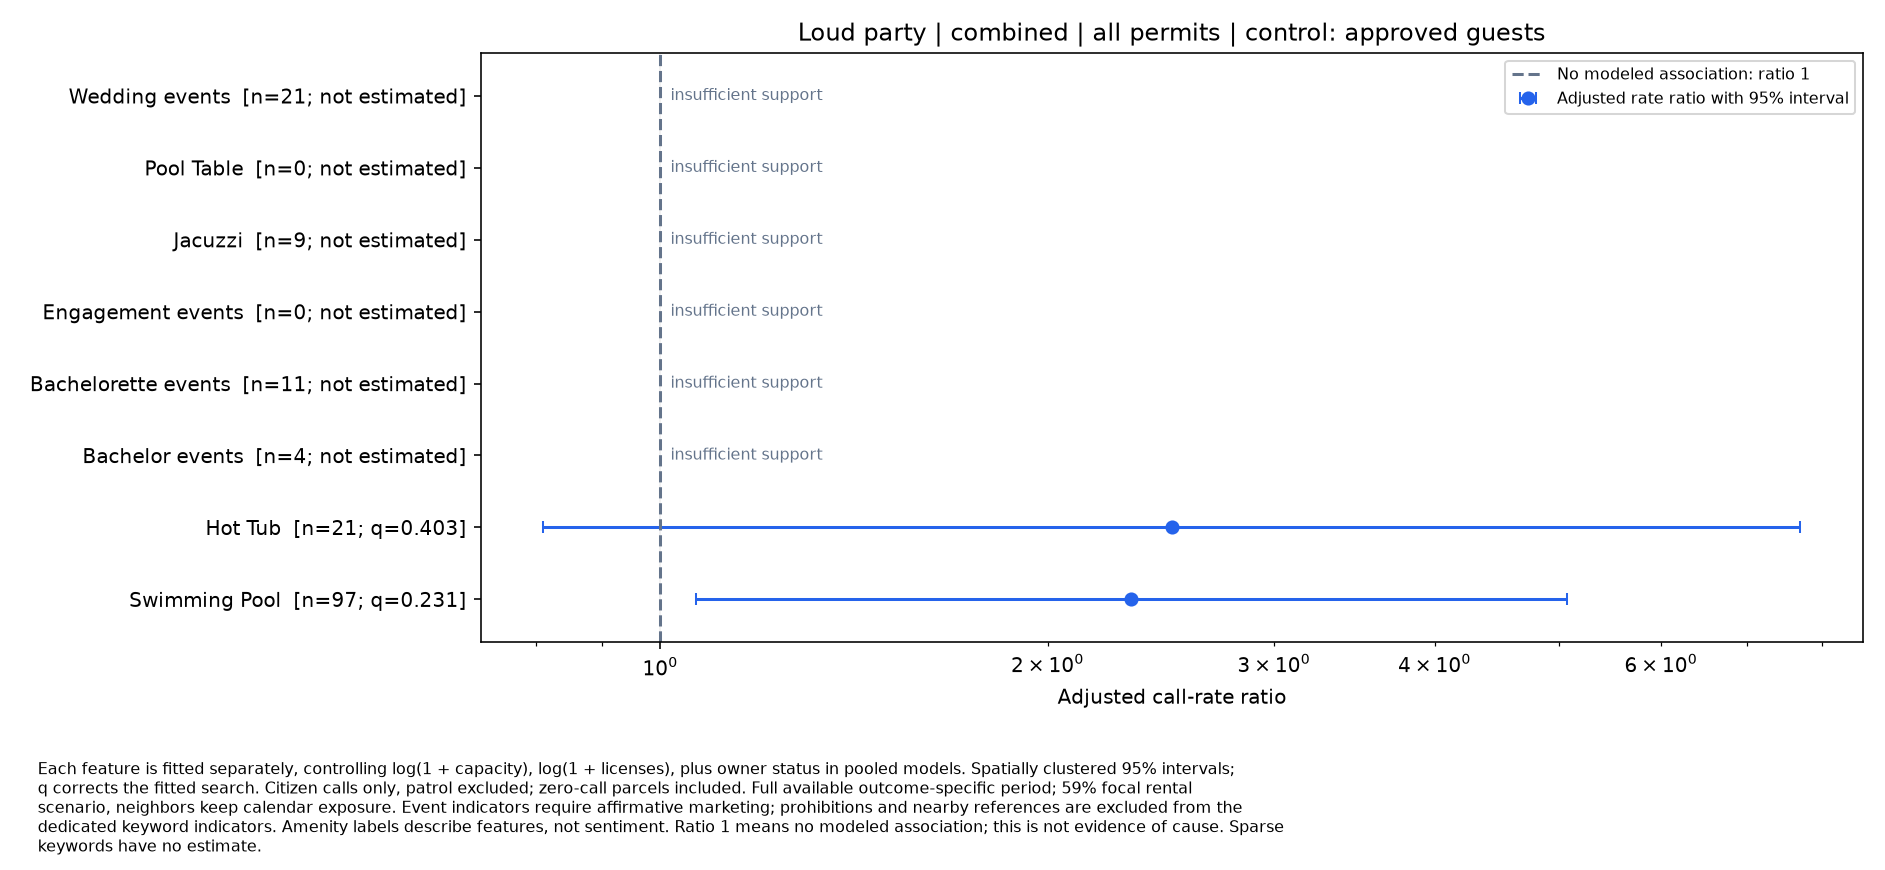 Loud party | combined | all permits | control: approved guests
No modeled association: ratio 1
Adjusted rate ratio with 95% interval
Wedding events [n=21; not estimated]
insufficient support
Pool Table [n=0; not estimated]
insufficient support
Jacuzzi [n=9; not estimated]
insufficient support
Engagement events [n=0; not estimated]
insufficient support
Bachelorette events [n=11; not estimated]
insufficient support
Bachelor events [n=4; not estimated]
insufficient support
Hot Tub [n=21; q=0.403]
Swimming Pool [n=97; q=0.231]
10⁰
2 × 10⁰
3 × 10⁰
4 × 10⁰
6 × 10⁰
Adjusted call-rate ratio
Each feature is fitted separately, controlling log(1 + capacity), log(1 + licenses), plus owner status in pooled models. Spatially clustered 95% intervals;
q corrects the fitted search. Citizen calls only, patrol excluded; zero-call parcels included. Full available outcome-specific period; 59% focal rental
scenario, neighbors keep calendar exposure. Event indicators require affirmative marketing; prohibitions and nearby references are excluded from the
dedicated keyword indicators. Amenity labels describe features, not sentiment. Ratio 1 means no modeled association; this is not evidence of cause. Sparse
keywords have no estimate.